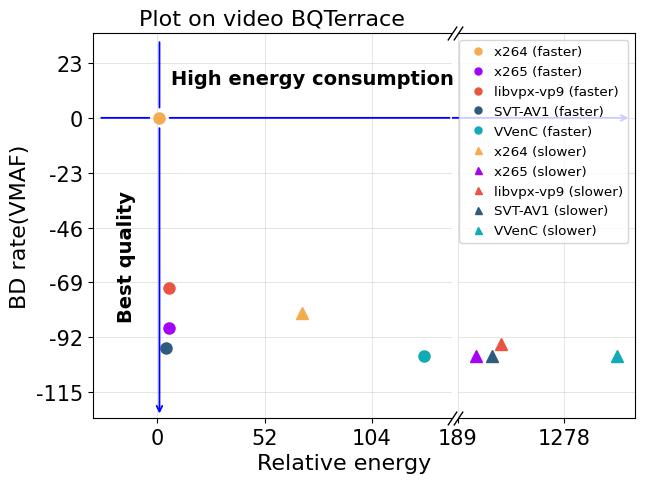 Plot on video BQTerrace
High energy consumption
Best quality
BD rate(VMAF)
23
0
-23
-46
-69
-92
-115
x264 (faster)
x265 (faster)
libvpx-vp9 (faster)
SVT-AV1 (faster)
VVenC (faster)
x264 (slower)
x265 (slower)
libvpx-vp9 (slower)
SVT-AV1 (slower)
VVenC (slower)
0 52 104 189 1278
Relative energy